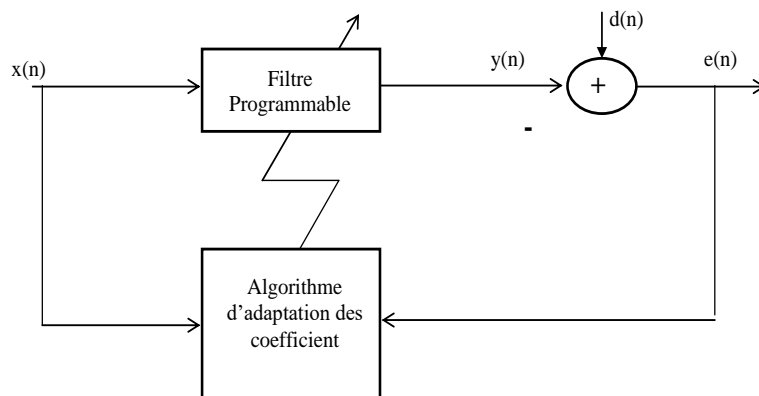 d(n)
x(n)
Filtre
Programmable
y(n)
+
e(n)
-
Algorithme
d'adaptation des
coefficient